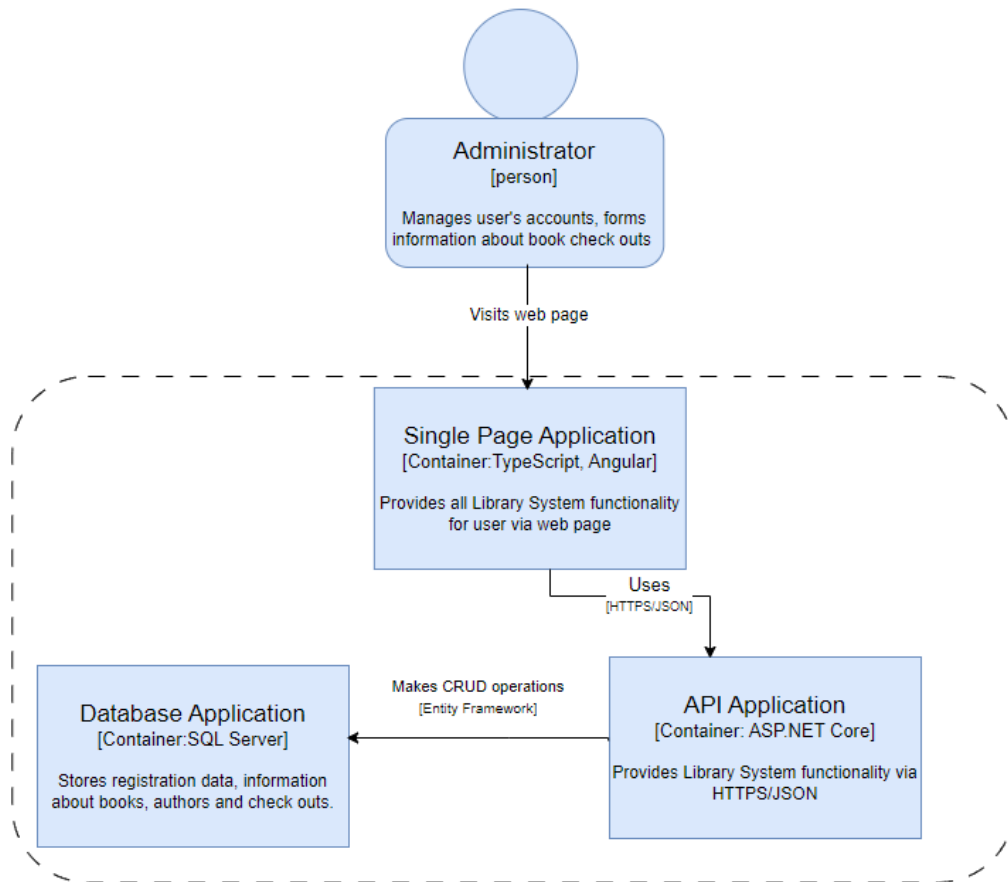 Administrator
[person]
Manages user's accounts, forms
information about book check outs
Visits web page
Single Page Application
[Container:TypeScript, Angular]
Provides all Library System functionality
for user via web page
Uses
[HTTPS/JSON]
Makes CRUD operations
[Entity Framework]
Database Application
[Container:SQL Server]
Stores registration data, information
about books, authors and check outs.
API Application
[Container: ASP.NET Core]
Provides Library System functionality via
HTTPS/JSON